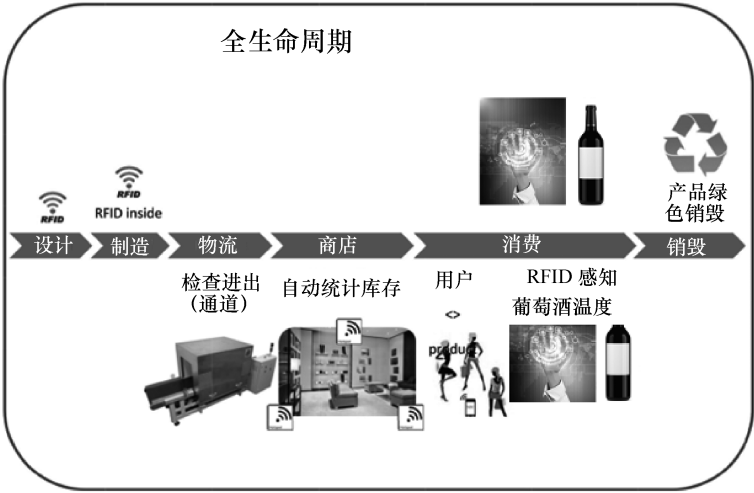 全生命周期
RFID
RFID
RFID inside
产品绿
色销毁
设计
制造
物流
商店
消费
销毁
检查进出
（通道）
自动统计库存
用户
<>
product
RFID 感知
葡萄酒温度